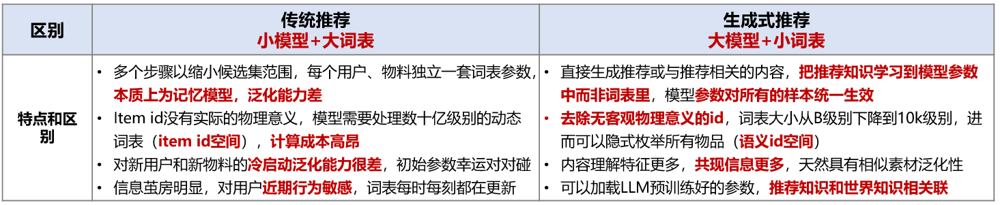 区别
传统推荐
小模型+大词表
生成式推荐
大模型+小词表
特点和区
别
• 多个步骤以缩小候选集范围，每个用户、物料独立一套词表参数，
本质上为记忆模型，泛化能力差
• Item id没有实际的物理意义，模型需要处理数十亿级别的动态
词表（item id空间），计算成本高昂
• 对新用户和新物料的冷启动泛化能力很差，初始参数幸运对对碰
• 信息茧房明显，对用户近期行为敏感，词表每时每刻都在更新
• 直接生成推荐或与推荐相关的内容，把推荐知识学习到模型参数
中而非词表里，模型参数对所有的样本统一生效
• 去除无客观物理意义的id，词表大小从B级别下降到10k级别，进
而可以隐式枚举所有物品（语义id空间）
• 内容理解特征更多，共现信息更多，天然具有相似素材泛化性
• 可以加载LLM预训练好的参数，推荐知识和世界知识相关联